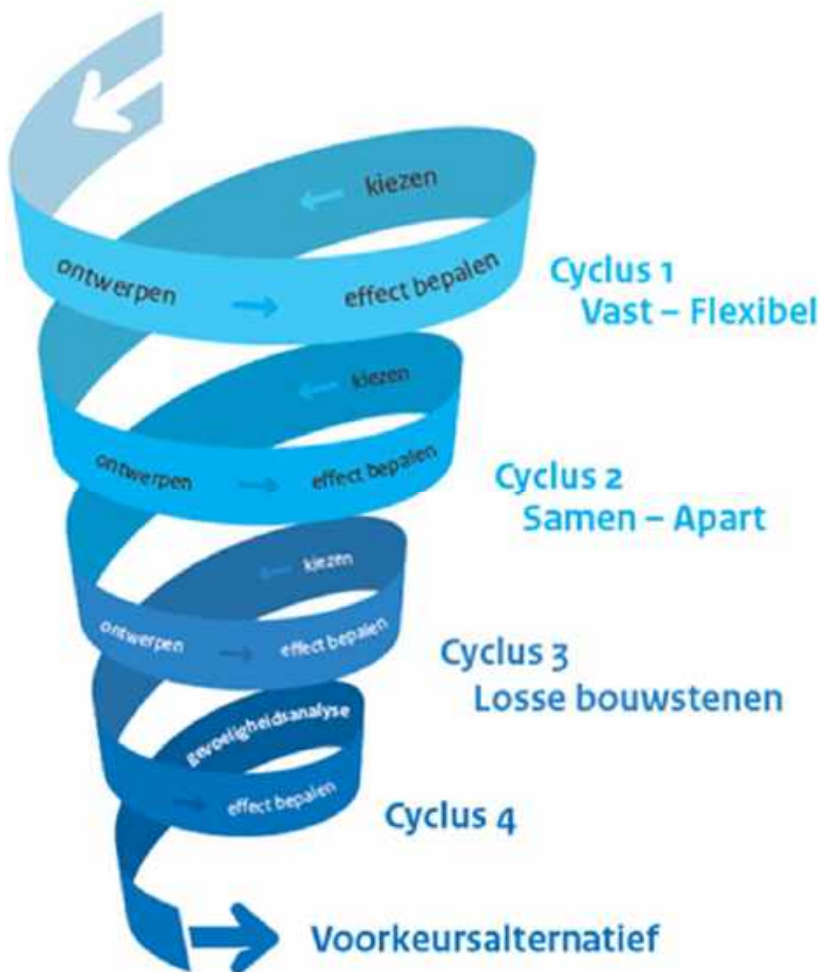 kiezen
ontwerpen
effect bepalen
Cyclus 1
Vast – Flexibel
kiezen
ontwerpen
effect bepalen
Cyclus 2
Samen – Apart
kiezen
ontwerpen
effect bepalen
Cyclus 3
Losse bouwstenen
gevoeligheidsanalyse
effect bepalen
Cyclus 4
Voorkeursalternatief